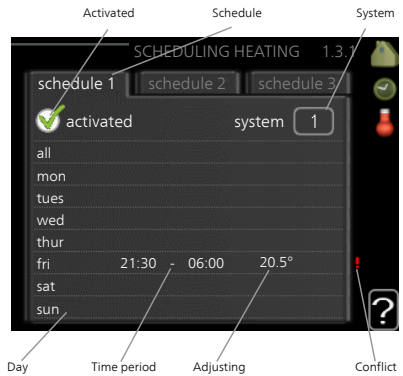 Activated Schedule System
SCHEDULING HEATING 1.3.1
schedule 1 schedule 2 schedule 3
activated system 1
all
mon
tues
wed
thur
fri 21:30 - 06:00 20.5° !
sat
sun
?
Day Time period Adjusting Conflict